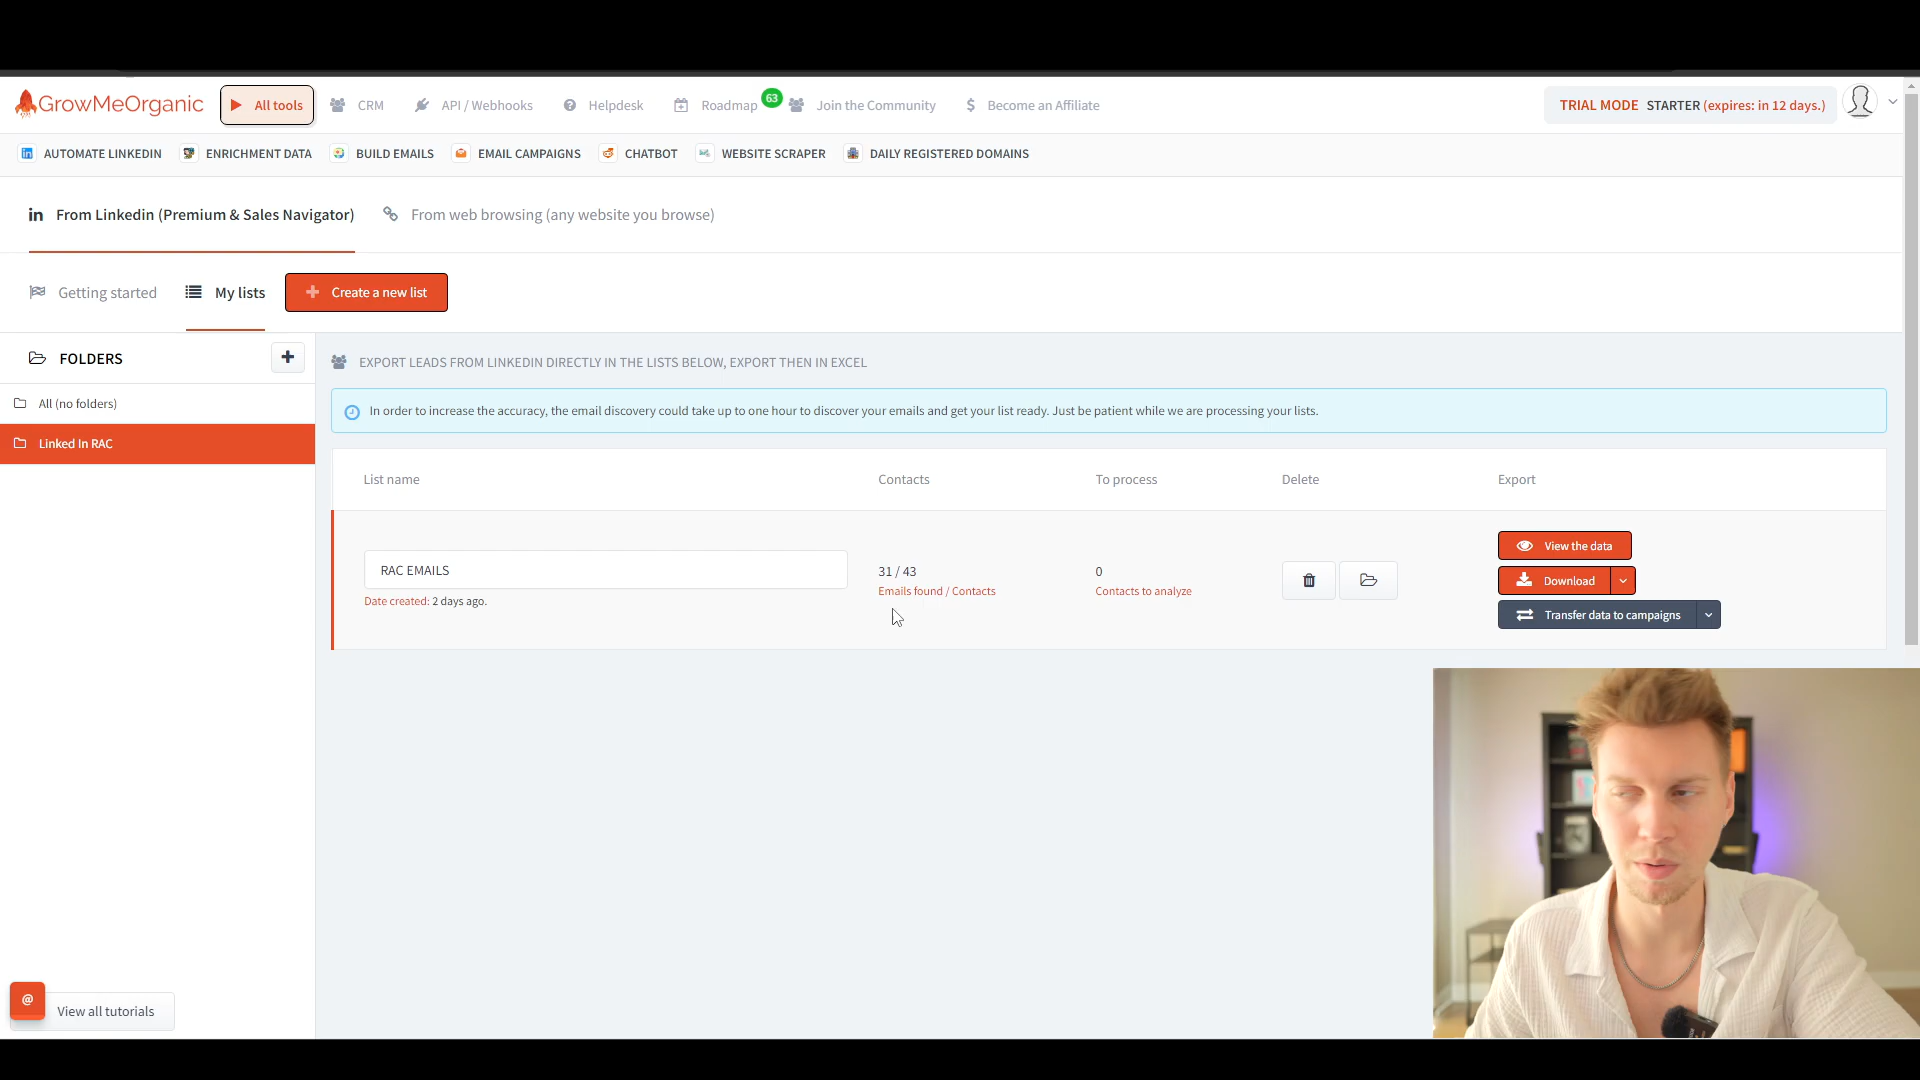 GrowMeOrganic
All tools
CRM
API / Webhooks
Helpdesk
Roadmap
63
Join the Community
Become an Affiliate
TRIAL MODE STARTER (expires: in 12 days.)
AUTOMATE LINKEDIN
ENRICHMENT DATA
BUILD EMAILS
EMAIL CAMPAIGNS
CHATBOT
WEBSITE SCRAPER
DAILY REGISTERED DOMAINS
in From Linkedin (Premium & Sales Navigator)
From web browsing (any website you browse)
Getting started
My lists
Create a new list
FOLDERS
EXPORT LEADS FROM LINKEDIN DIRECTLY IN THE LISTS BELOW, EXPORT THEN IN EXCEL
All (no folders)
Linked In RAC
In order to increase the accuracy, the email discovery could take up to one hour to discover your emails and get your list ready. Just be patient while we are processing your lists.
List name
Contacts
To process
Delete
Export
RAC EMAILS
Date created: 2 days ago.
31 / 43
Emails found / Contacts
0
Contacts to analyze
View the data
Download
Transfer data to campaigns
@
View all tutorials